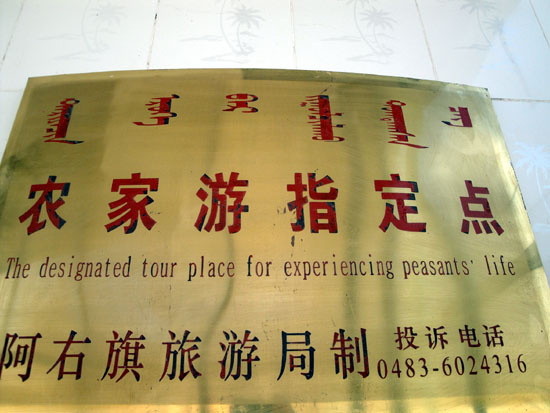 农家游指定点
The designated tour place for experiencing peasants' life
阿右旗旅游局制
投诉电话
0483-6024316